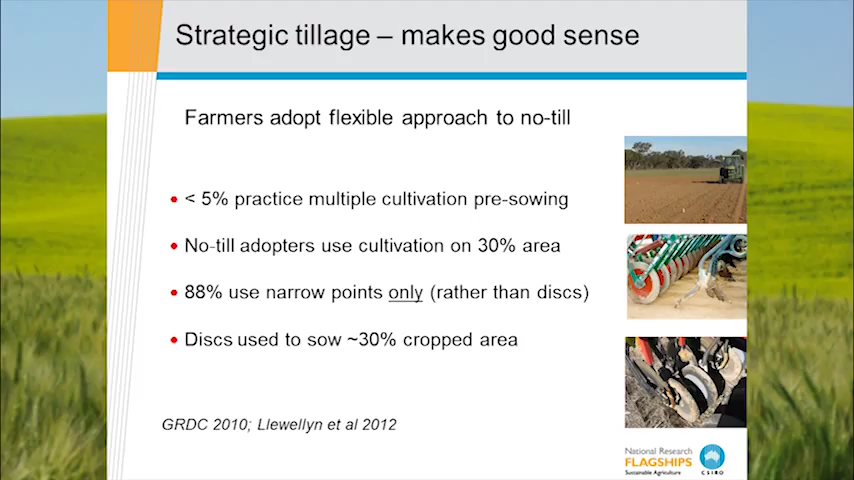 Strategic tillage – makes good sense
Farmers adopt flexible approach to no-till
< 5% practice multiple cultivation pre-sowing
No-till adopters use cultivation on 30% area
88% use narrow points only (rather than discs)
Discs used to sow ~30% cropped area
GRDC 2010; Llewellyn et al 2012
National Research
FLAGSHIPS
Sustainable Agriculture
CSIRO